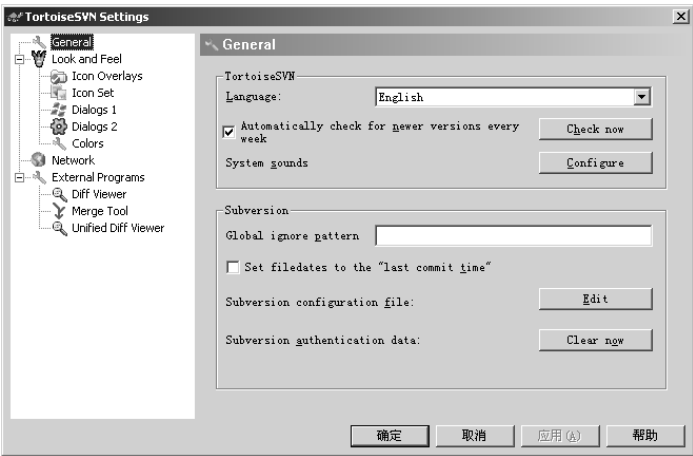 TortoiseSVN Settings
General
Look and Feel
Icon Overlays
Icon Set
Dialogs 1
Dialogs 2
Colors
Network
External Programs
Diff Viewer
Merge Tool
Unified Diff Viewer
General
TortoiseSVN
Language:
English
Automatically check for newer versions every
week
Check now
System sounds
Configure
Subversion
Global ignore pattern
Set filedates to the "last commit time"
Subversion configuration file:
Edit
Subversion authentication data:
Clear now
确定
取消
应用(A)
帮助